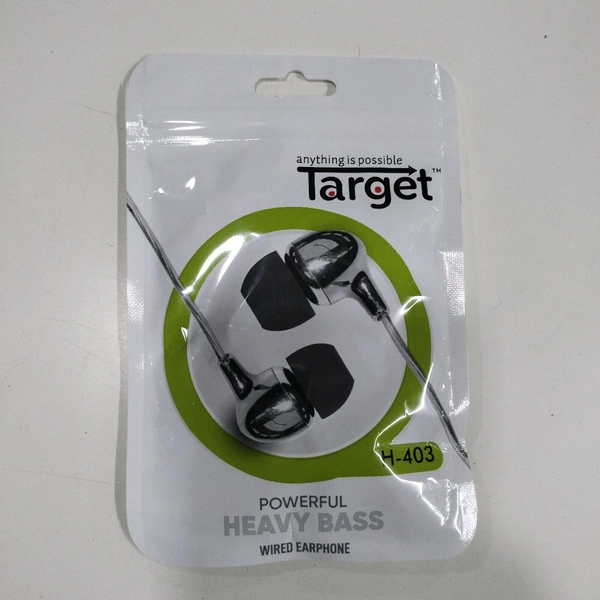 anything is possible
Target™
H-403
POWERFUL
HEAVY BASS
WIRED EARPHONE